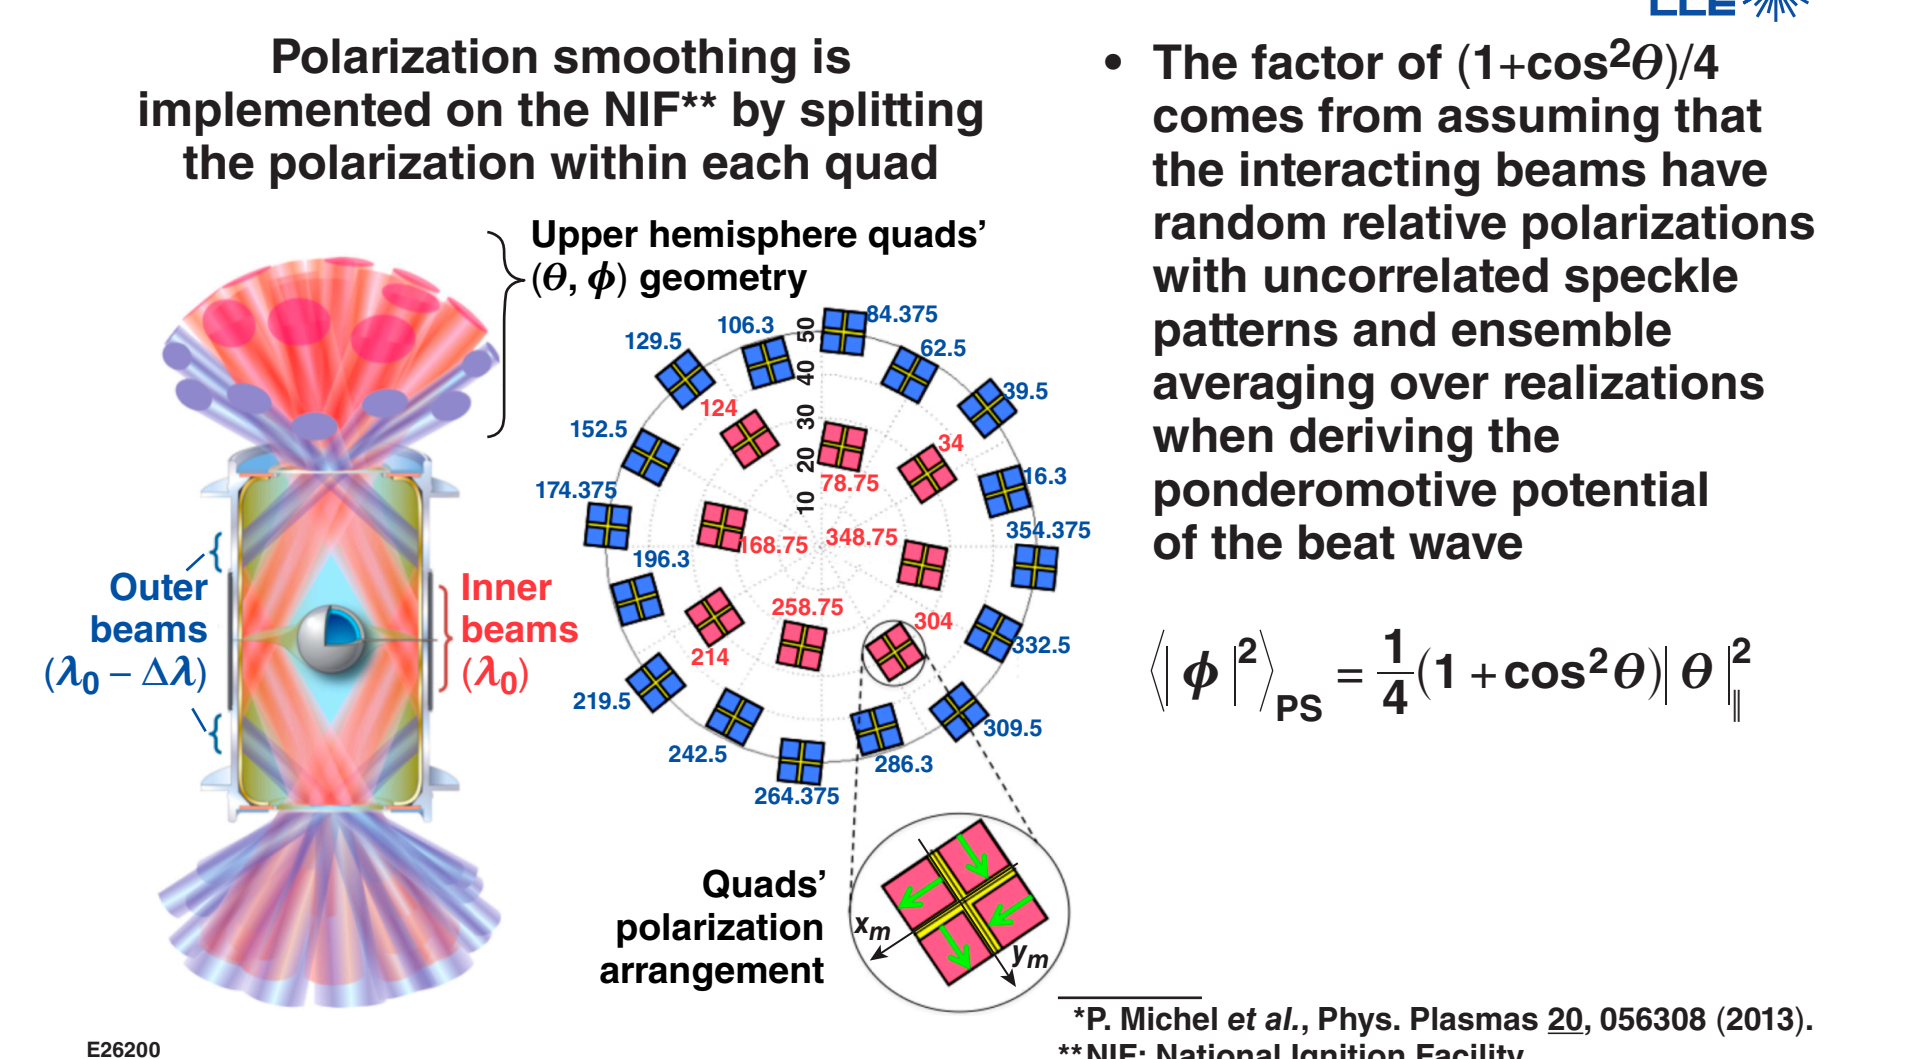 LLE
Polarization smoothing is
implemented on the NIF** by splitting
the polarization within each quad
Upper hemisphere quads’
(θ, ϕ) geometry
84.375
106.3
62.5
129.5
39.5
50
40
30
20
10
124
34
152.5
16.3
78.75
174.375
354.375
168.75
348.75
196.3
258.75
304
332.5
214
219.5
309.5
242.5
286.3
264.375
Outer
beams
(λ0 – Δλ)
Inner
beams
(λ0)
Quads’
polarization
arrangement
xm
ym
• The factor of (1+cos²θ)/4
comes from assuming that
the interacting beams have
random relative polarizations
with uncorrelated speckle
patterns and ensemble
averaging over realizations
when deriving the
ponderomotive potential
of the beat wave
⟨|ϕ|²⟩PS = 1/4 (1 + cos²θ)|θ|²∥
*P. Michel et al., Phys. Plasmas 20, 056308 (2013).
**NIF: National Ignition Facility
E26200